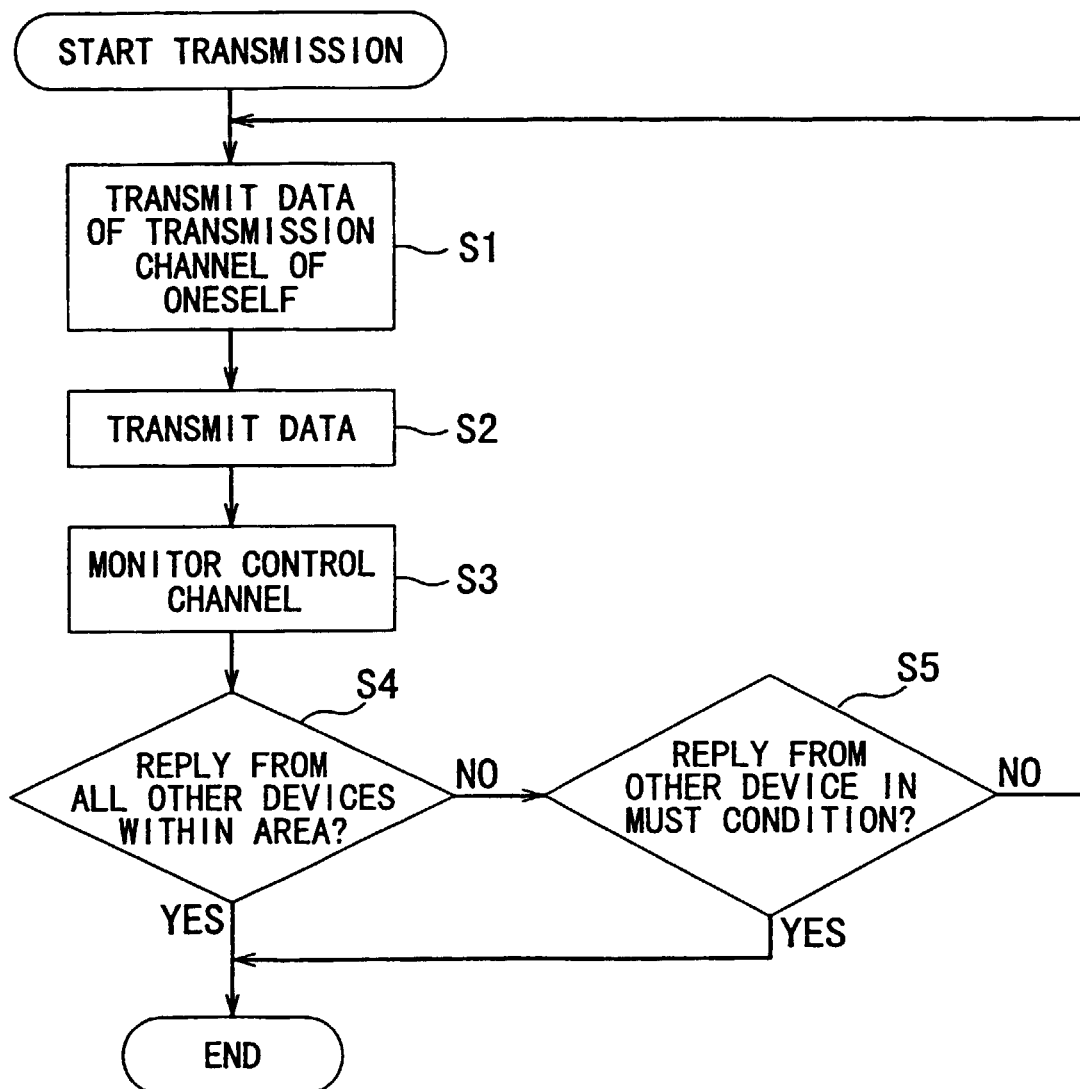 START TRANSMISSION
TRANSMIT DATA
OF TRANSMISSION
CHANNEL OF
ONESELF
S1
TRANSMIT DATA
S2
MONITOR CONTROL
CHANNEL
S3
S4
REPLY FROM
ALL OTHER DEVICES
WITHIN AREA?
NO
YES
S5
REPLY FROM
OTHER DEVICE IN
MUST CONDITION?
NO
YES
END